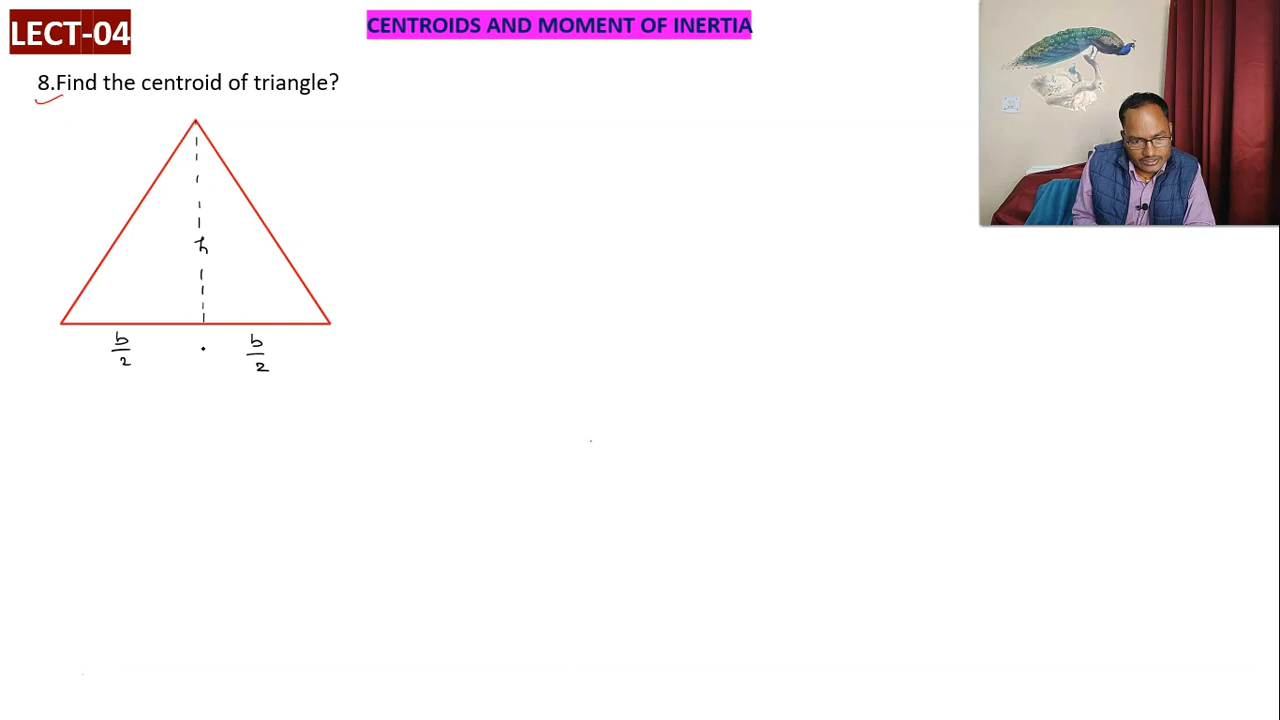 LECT-04
CENTROIDS AND MOMENT OF INERTIA
8.Find the centroid of triangle?
h
b/2
b/2